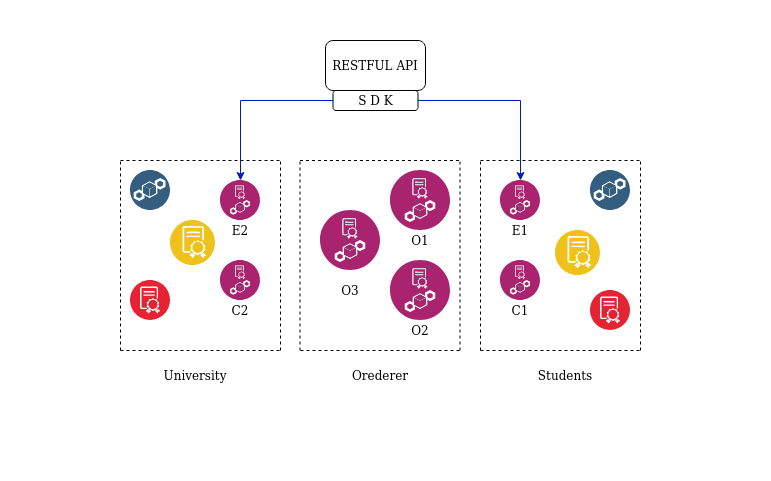 RESTFUL API
S D K
E2
C2
O1
O3
O2
E1
C1
University
Orederer
Students